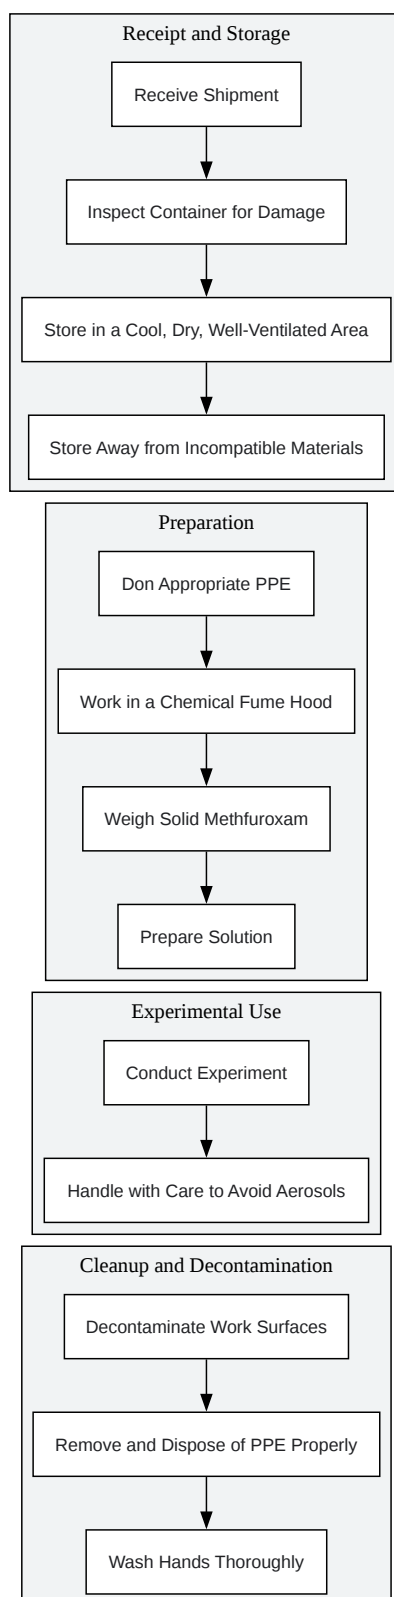 Receipt and Storage
Receive Shipment
Inspect Container for Damage
Store in a Cool, Dry, Well-Ventilated Area
Store Away from Incompatible Materials
Preparation
Don Appropriate PPE
Work in a Chemical Fume Hood
Weigh Solid Methfuroxam
Prepare Solution
Experimental Use
Conduct Experiment
Handle with Care to Avoid Aerosols
Cleanup and Decontamination
Decontaminate Work Surfaces
Remove and Dispose of PPE Properly
Wash Hands Thoroughly